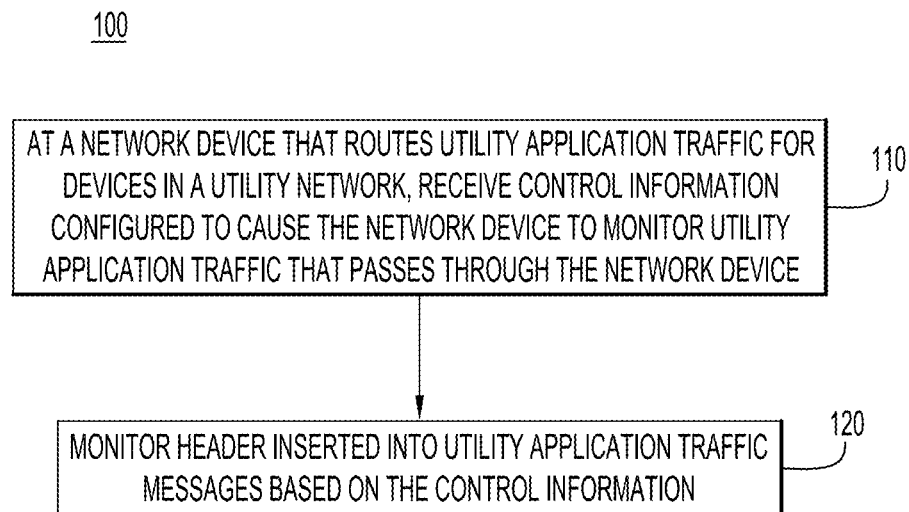 100
AT A NETWORK DEVICE THAT ROUTES UTILITY APPLICATION TRAFFIC FOR
DEVICES IN A UTILITY NETWORK, RECEIVE CONTROL INFORMATION
CONFIGURED TO CAUSE THE NETWORK DEVICE TO MONITOR UTILITY
APPLICATION TRAFFIC THAT PASSES THROUGH THE NETWORK DEVICE
110
MONITOR HEADER INSERTED INTO UTILITY APPLICATION TRAFFIC
MESSAGES BASED ON THE CONTROL INFORMATION
120